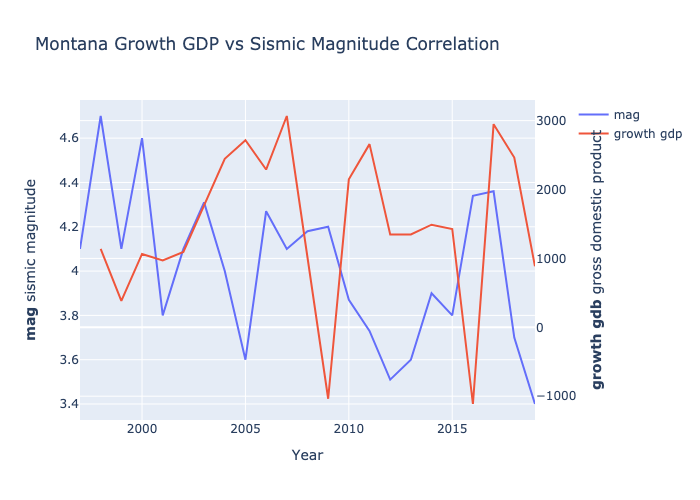 Montana Growth GDP vs Sismic Magnitude Correlation
mag
growth gdp
4.6
4.4
4.2
4
3.8
3.6
3.4
mag sismic magnitude
3000
2000
1000
0
−1000
growth gdb gross domestic product
2000
2005
2010
2015
Year